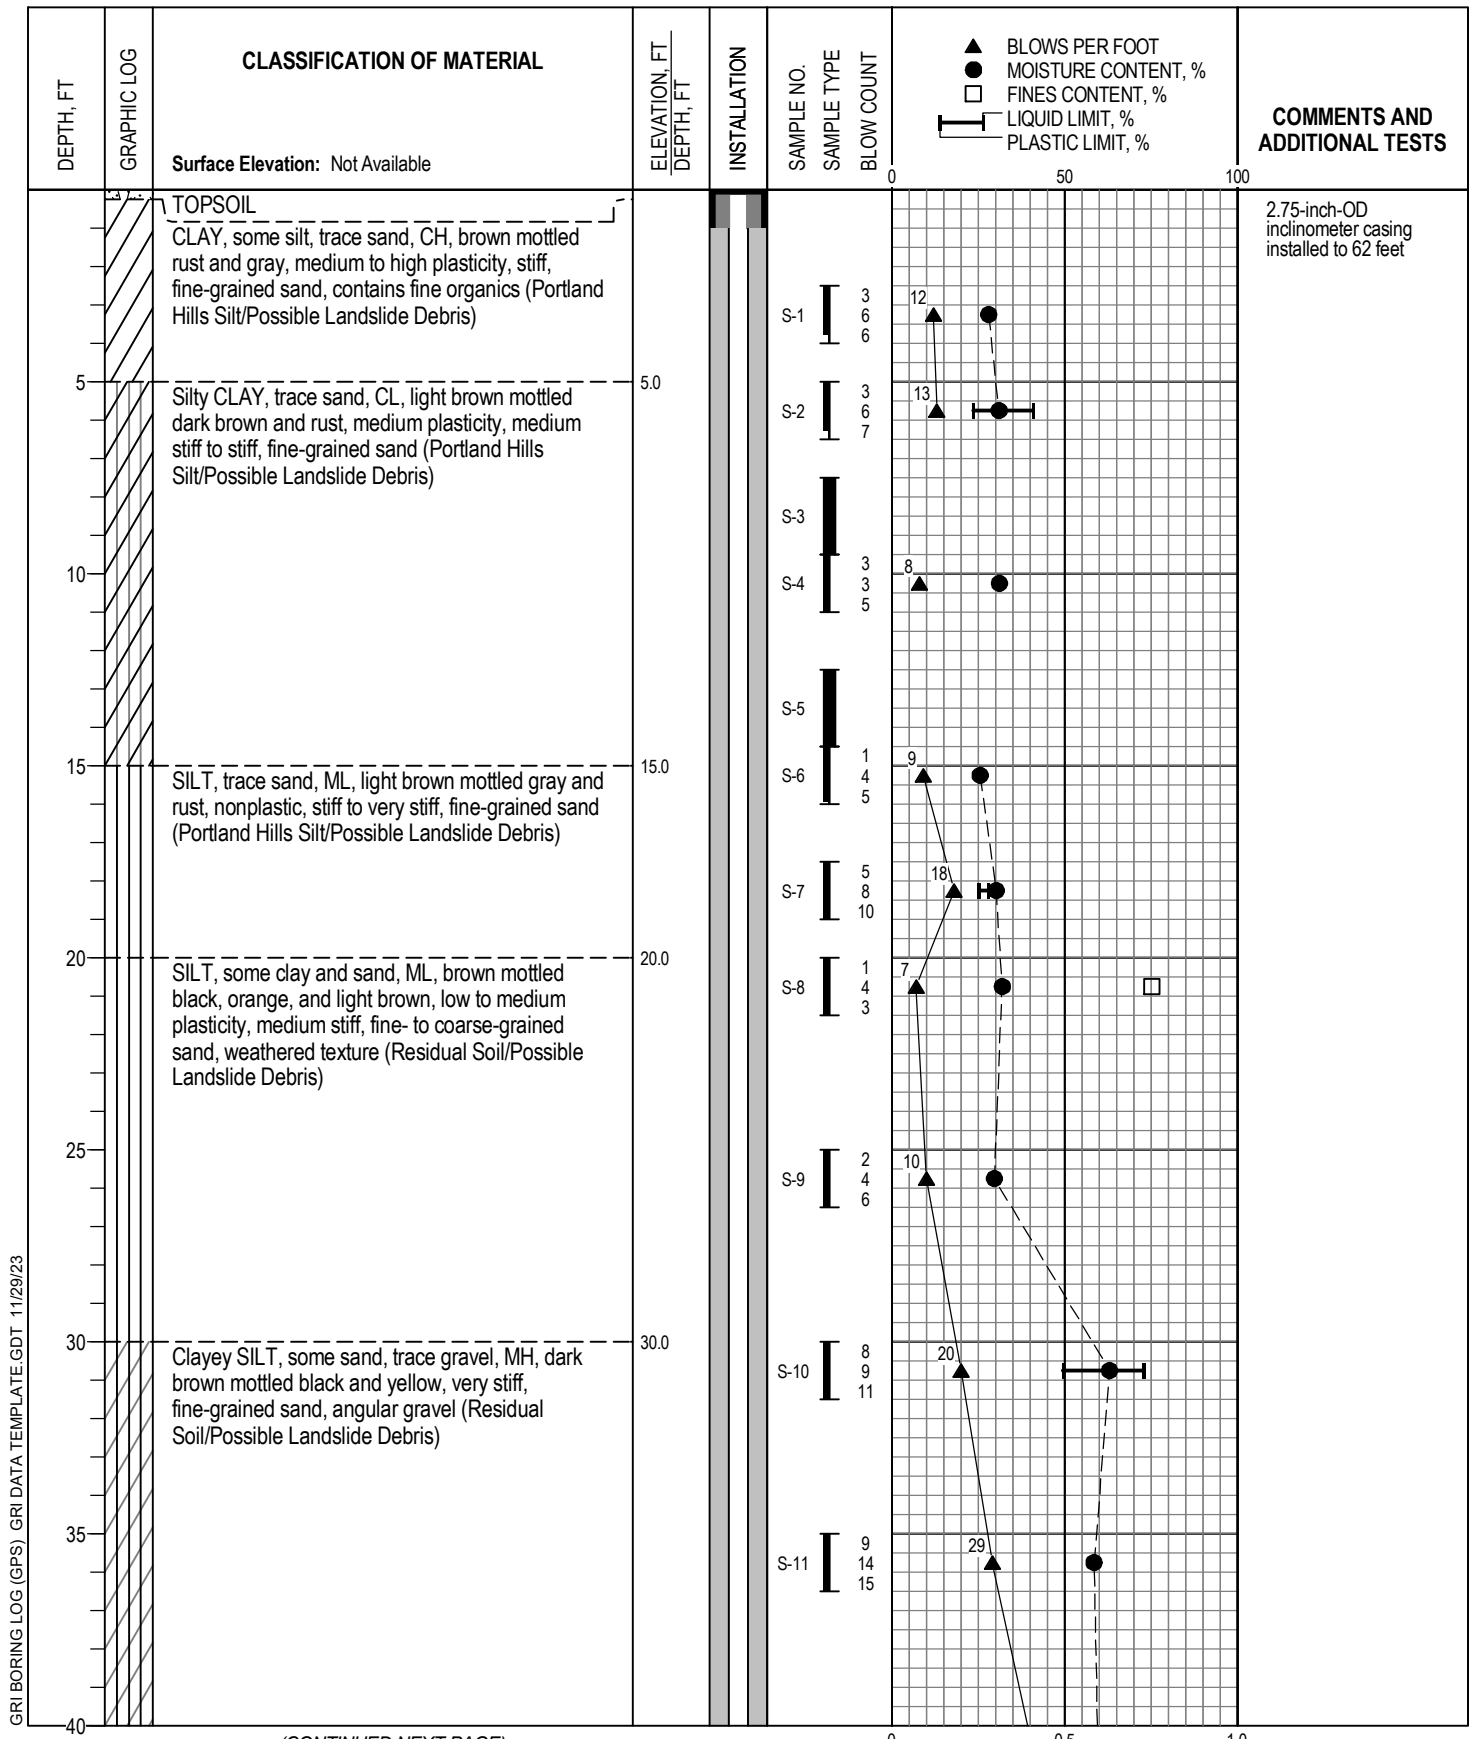 DEPTH, FT
GRAPHIC LOG
CLASSIFICATION OF MATERIAL
Surface Elevation: Not Available
ELEVATION, FT
DEPTH, FT
INSTALLATION
SAMPLE NO.
SAMPLE TYPE
BLOW COUNT
BLOWS PER FOOT
MOISTURE CONTENT, %
FINES CONTENT, %
LIQUID LIMIT, %
PLASTIC LIMIT, %
0 50 100
COMMENTS AND
ADDITIONAL TESTS
TOPSOIL
CLAY, some silt, trace sand, CH, brown mottled
rust and gray, medium to high plasticity, stiff,
fine-grained sand, contains fine organics (Portland
Hills Silt/Possible Landslide Debris)
2.75-inch-OD
inclinometer casing
installed to 62 feet
S-1
3
6
6
12
5
5.0
Silty CLAY, trace sand, CL, light brown mottled
dark brown and rust, medium plasticity, medium
stiff to stiff, fine-grained sand (Portland Hills
Silt/Possible Landslide Debris)
S-2
3
6
7
13
S-3
10
S-4
3
3
5
8
S-5
15
15.0
SILT, trace sand, ML, light brown mottled gray and
rust, nonplastic, stiff to very stiff, fine-grained sand
(Portland Hills Silt/Possible Landslide Debris)
S-6
1
4
5
9
S-7
5
8
10
18
20
20.0
SILT, some clay and sand, ML, brown mottled
black, orange, and light brown, low to medium
plasticity, medium stiff, fine- to coarse-grained
sand, weathered texture (Residual Soil/Possible
Landslide Debris)
S-8
1
4
3
7
25
S-9
2
4
6
10
30
30.0
Clayey SILT, some sand, trace gravel, MH, dark
brown mottled black and yellow, very stiff,
fine-grained sand, angular gravel (Residual
Soil/Possible Landslide Debris)
S-10
8
9
11
20
35
S-11
9
14
15
29
40
(CONTINUED NEXT PAGE)
0 0.5 1.0
GRI BORING LOG (GPS) GRI DATA TEMPLATE.GDT 11/29/23